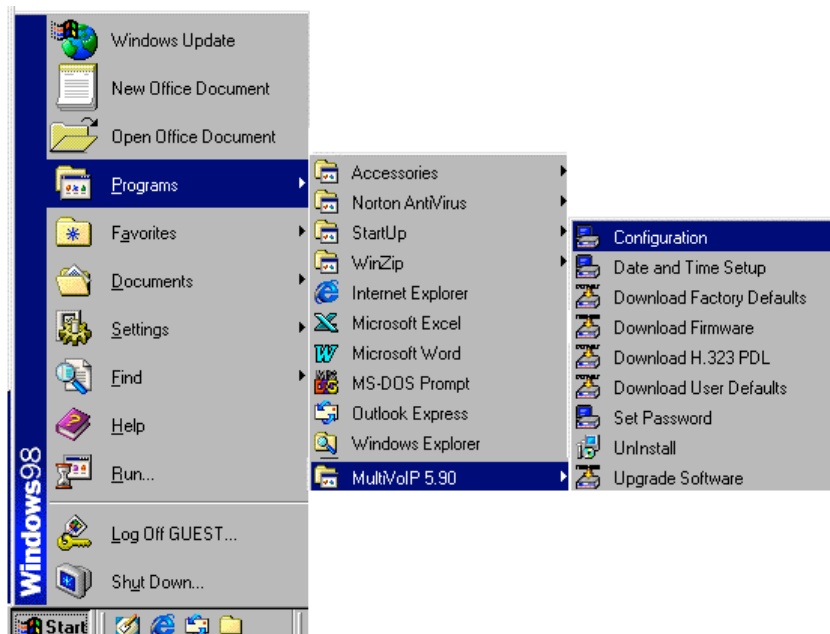 Windows Update
New Office Document
Open Office Document
Programs
Favorites
Documents
Settings
Find
Help
Run...
Log Off GUEST...
Shut Down...
Windows98
Start
Accessories
Norton AntiVirus
StartUp
WinZip
Internet Explorer
Microsoft Excel
Microsoft Word
MS-DOS Prompt
Outlook Express
Windows Explorer
MultiVoIP 5.90
Configuration
Date and Time Setup
Download Factory Defaults
Download Firmware
Download H.323 PDL
Download User Defaults
Set Password
UnInstall
Upgrade Software